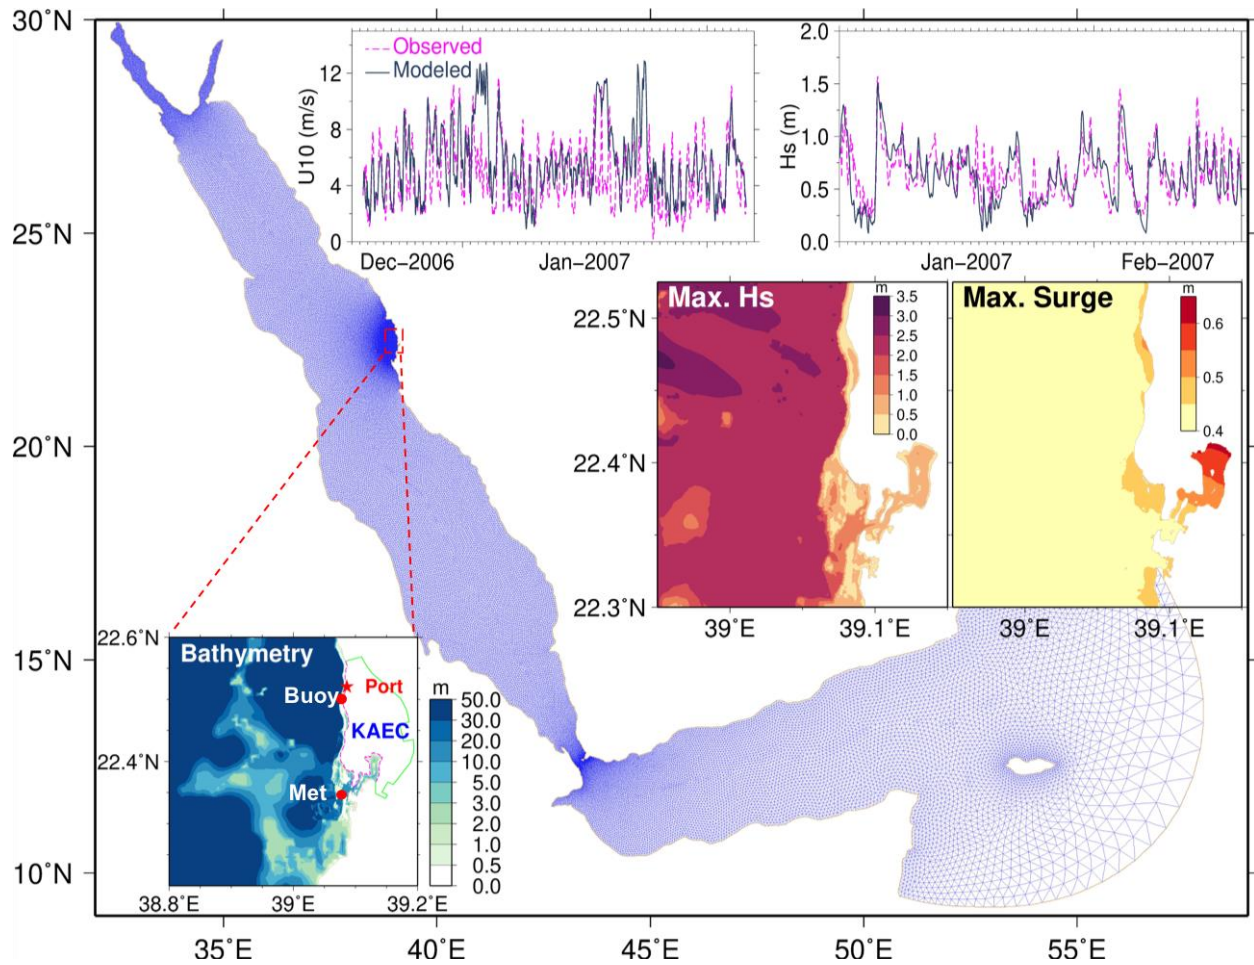 30˚N
25˚N
20˚N
15˚N
10˚N
35˚E
40˚E
45˚E
50˚E
55˚E
Observed
Modeled
U10 (m/s)
12
8
4
0
Dec−2006
Jan−2007
Hs (m)
2.0
1.5
1.0
0.5
0.0
Jan−2007
Feb−2007
Max. Hs
m
3.5
3.0
2.5
2.0
1.5
1.0
0.5
0.0
22.5˚N
22.4˚N
22.3˚N
39˚E
39.1˚E
Max. Surge
m
0.6
0.5
0.4
39˚E
39.1˚E
Bathymetry
Buoy
Port
KAEC
Met
22.6˚N
22.4˚N
38.8˚E
39˚E
39.2˚E
m
50.0
30.0
20.0
10.0
5.0
3.0
2.0
1.0
0.5
0.0